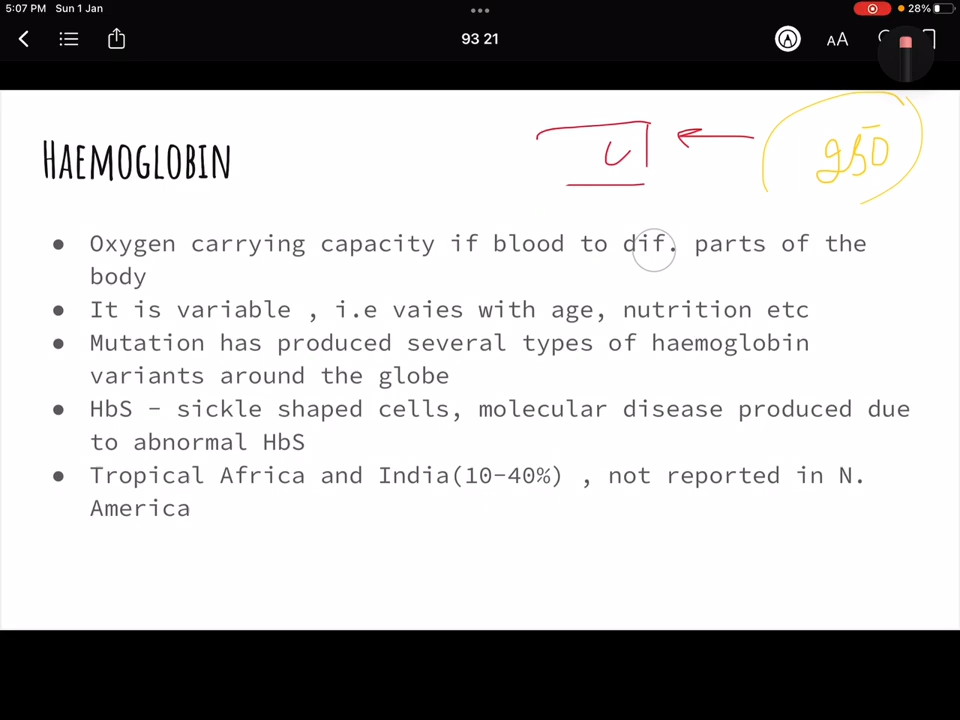 5:07 PM Sun 1 Jan
28%
93 21
AA
HAEMOGLOBIN
250
● Oxygen carrying capacity if blood to dif. parts of the
body
● It is variable , i.e vaies with age, nutrition etc
● Mutation has produced several types of haemoglobin
variants around the globe
● HbS - sickle shaped cells, molecular disease produced due
to abnormal HbS
● Tropical Africa and India(10-40%) , not reported in N.
America